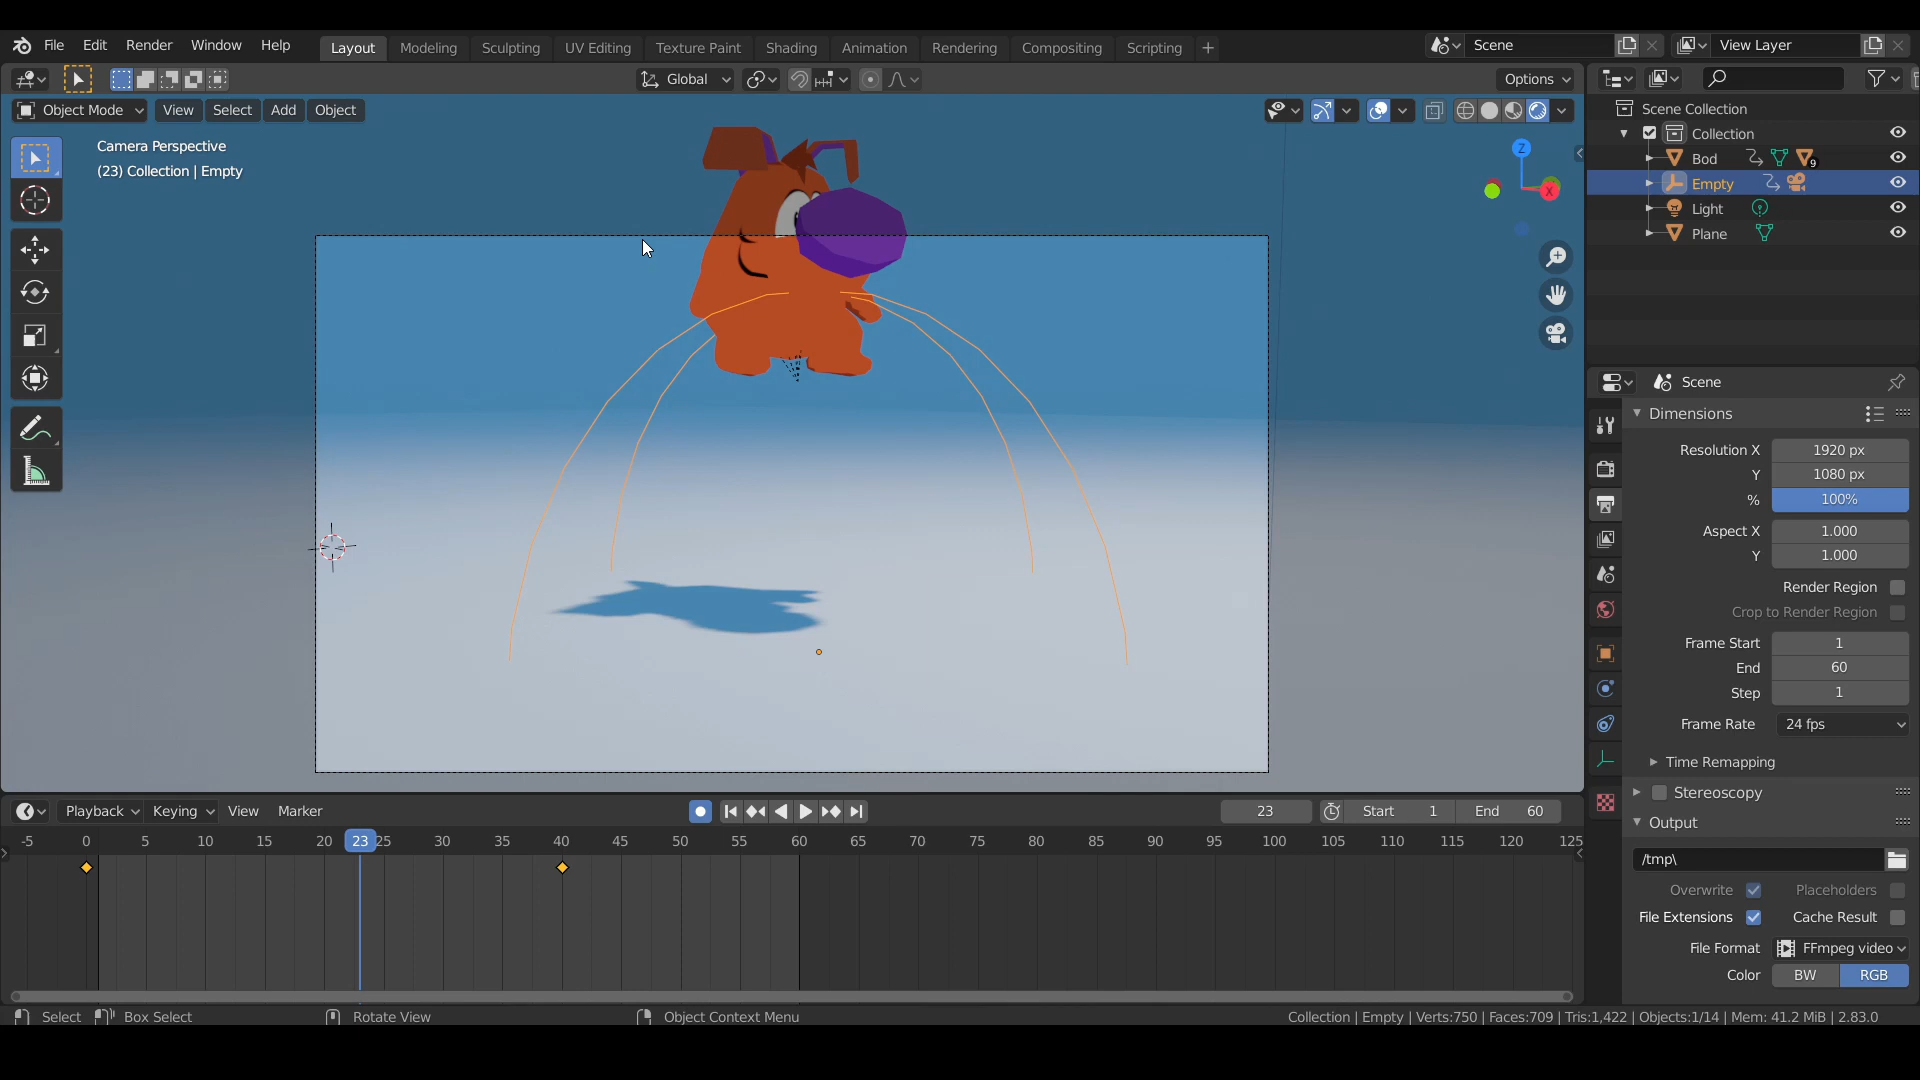 File Edit Render Window Help Layout Modeling Sculpting UV Editing Texture Paint Shading Animation Rendering Compositing Scripting + Scene View Layer
Global Options
Object Mode View Select Add Object
Camera Perspective
(23) Collection | Empty
Z
X
Scene Collection
Collection
Bod 9
Empty
Light
Plane
Scene
Dimensions
Resolution X 1920 px
Y 1080 px
% 100%
Aspect X 1.000
Y 1.000
Render Region
Crop to Render Region
Frame Start 1
End 60
Step 1
Frame Rate 24 fps
Time Remapping
Stereoscopy
Output
/tmp\
Overwrite Placeholders
File Extensions Cache Result
File Format FFmpeg video
Color BW RGB
Playback Keying View Marker 23 Start 1 End 60
-5 0 5 10 15 20 23 25 30 35 40 45 50 55 60 65 70 75 80 85 90 95 100 105 110 115 120 125
Select Box Select Rotate View Object Context Menu Collection | Empty | Verts:750 | Faces:709 | Tris:1,422 | Objects:1/14 | Mem: 41.2 MiB | 2.83.0